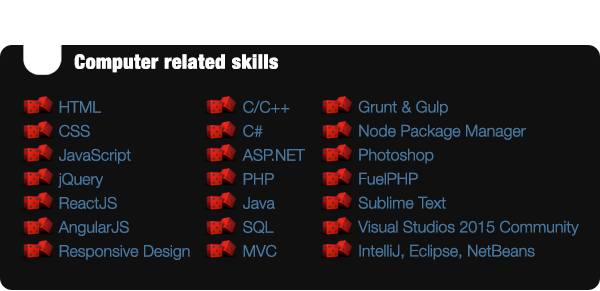 Computer related skills
HTML
CSS
JavaScript
jQuery
ReactJS
AngularJS
Responsive Design
C/C++
C#
ASP.NET
PHP
Java
SQL
MVC
Grunt & Gulp
Node Package Manager
Photoshop
FuelPHP
Sublime Text
Visual Studios 2015 Community
IntelliJ, Eclipse, NetBeans